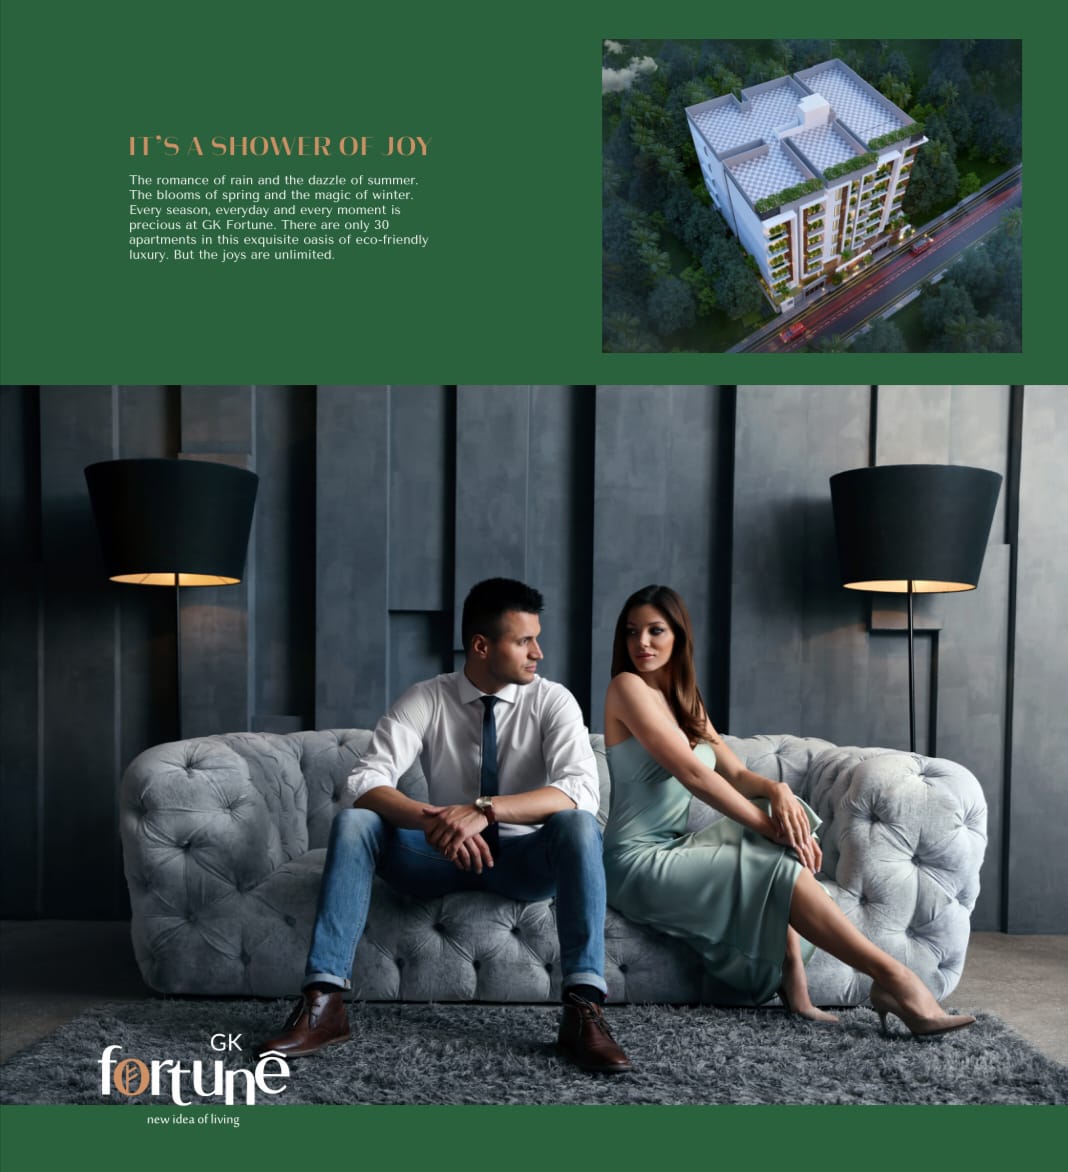 IT'S A SHOWER OF JOY
The romance of rain and the dazzle of summer.
The blooms of spring and the magic of winter.
Every season, everyday and every moment is
precious at GK Fortune. There are only 30
apartments in this exquisite oasis of eco-friendly
luxury. But the joys are unlimited.
GK
fortunê
new idea of living